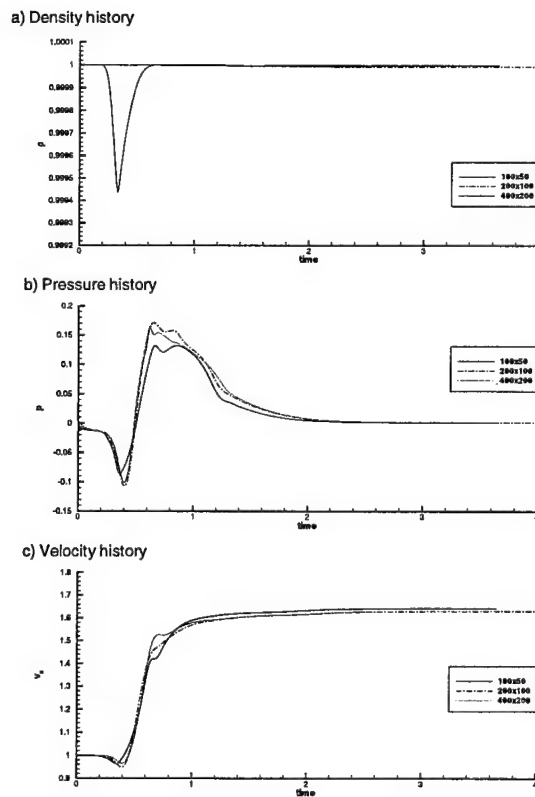 a) Density history
1.0001
1
0.9999
0.9998
0.9997
0.9996
0.9995
0.9994
0.9993
0.9992
ρ
0 1 2 3 4
time
100x50
200x100
400x200
b) Pressure history
0.2
0.15
0.1
0.05
0
-0.05
-0.1
-0.15
p
0 1 2 3 4
time
100x50
200x100
400x200
c) Velocity history
1.8
1.7
1.6
1.5
1.4
1.3
1.2
1.1
1
0.9
0 1 2 3 4
time
100x50
200x100
400x200